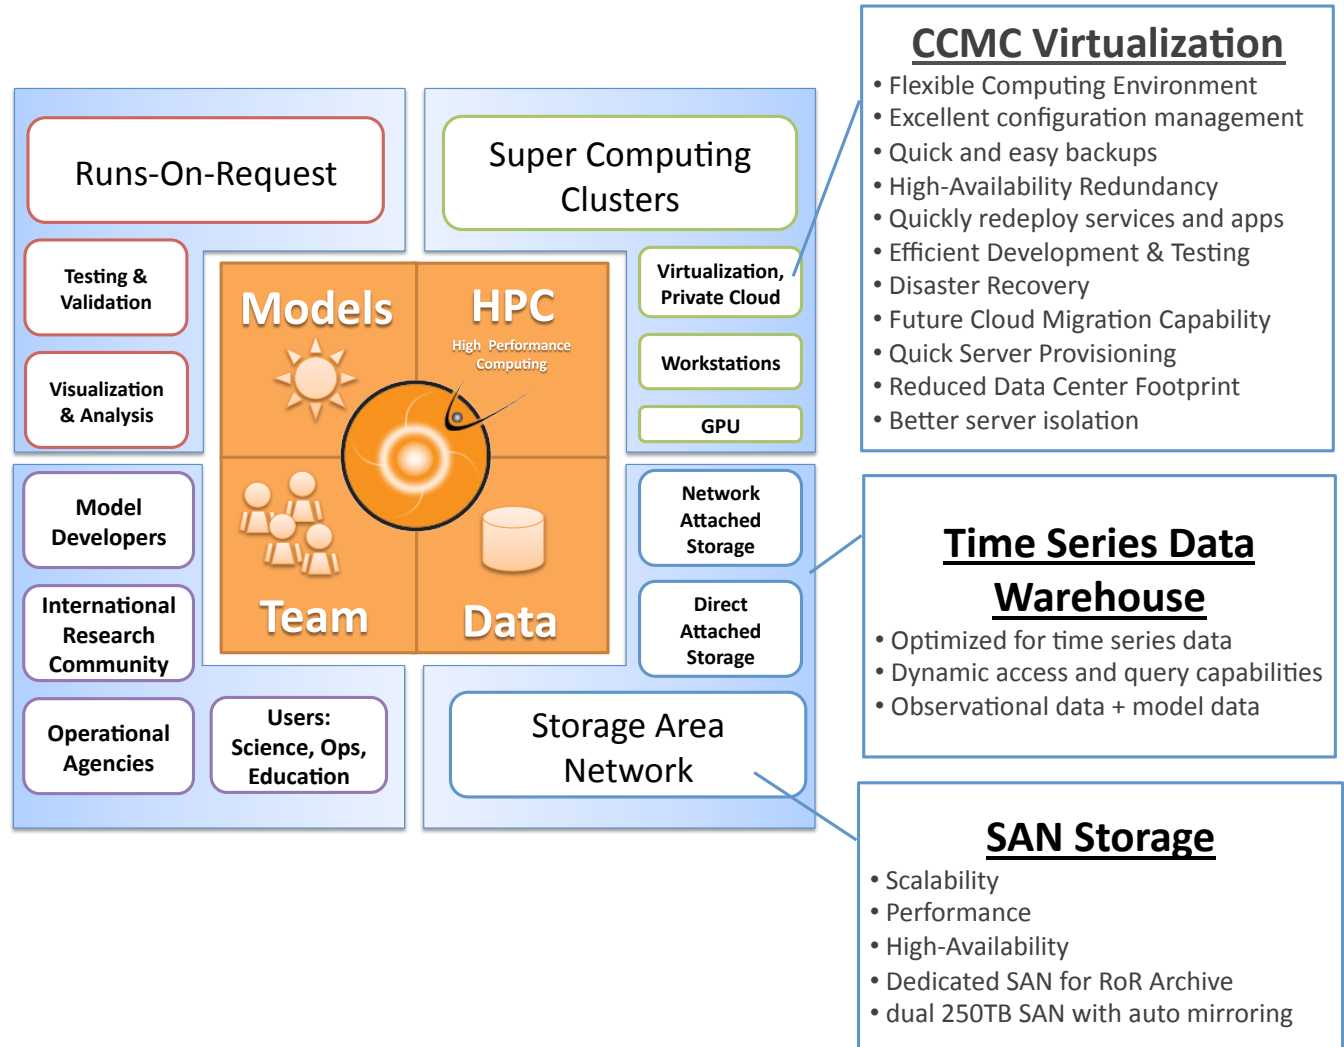 Runs-On-Request
Testing &
Validation
Visualization
& Analysis
Super Computing
Clusters
Virtualization,
Private Cloud
Workstations
GPU
Models
HPC
High Performance
Computing
Team
Data
Model
Developers
International
Research
Community
Operational
Agencies
Users:
Science, Ops,
Education
Network
Attached
Storage
Direct
Attached
Storage
Storage Area
Network
CCMC Virtualization
• Flexible Computing Environment
• Excellent configuration management
• Quick and easy backups
• High-Availability Redundancy
• Quickly redeploy services and apps
• Efficient Development & Testing
• Disaster Recovery
• Future Cloud Migration Capability
• Quick Server Provisioning
• Reduced Data Center Footprint
• Better server isolation
Time Series Data
Warehouse
• Optimized for time series data
• Dynamic access and query capabilities
• Observational data + model data
SAN Storage
• Scalability
• Performance
• High-Availability
• Dedicated SAN for RoR Archive
• dual 250TB SAN with auto mirroring